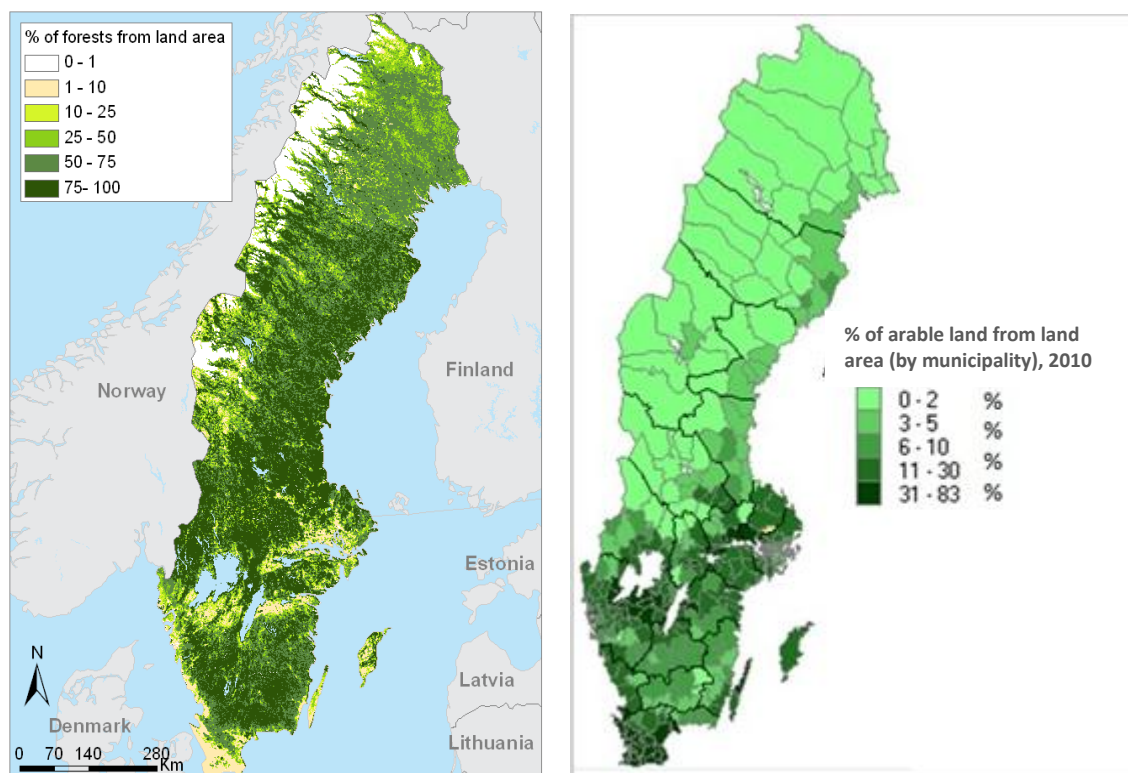 % of forests from land area
0 - 1
1 - 10
10 - 25
25 - 50
50 - 75
75- 100
Norway
Finland
Estonia
Latvia
Lithuania
Denmark
N
0 70 140 280
Km
% of arable land from land
area (by municipality), 2010
0 - 2 %
3 - 5 %
6 - 10 %
11 - 30 %
31 - 83 %